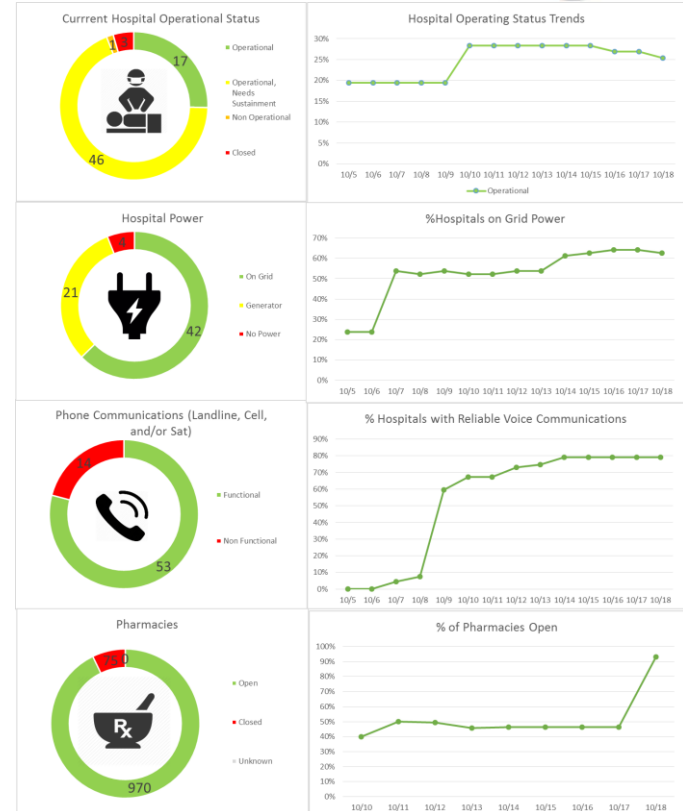 Currrent Hospital Operational Status
1
3
17
46
Operational
Operational,
Needs
Sustainment
Non Operational
Closed
Hospital Operating Status Trends
30%
25%
20%
15%
10%
5%
0%
10/5 10/6 10/7 10/8 10/9 10/10 10/11 10/12 10/13 10/14 10/15 10/16 10/17 10/18
Operational
Hospital Power
4
21
42
On Grid
Generator
No Power
%Hospitals on Grid Power
70%
60%
50%
40%
30%
20%
10%
0%
10/5 10/6 10/7 10/8 10/9 10/10 10/11 10/12 10/13 10/14 10/15 10/16 10/17 10/18
Phone Communications (Landline, Cell,
and/or Sat)
14
53
Functional
Non Functional
% Hospitals with Reliable Voice Communications
90%
80%
70%
60%
50%
40%
30%
20%
10%
0%
10/5 10/6 10/7 10/8 10/9 10/10 10/11 10/12 10/13 10/14 10/15 10/16 10/17 10/18
Pharmacies
75 0
Rx
970
Open
Closed
Unknown
% of Pharmacies Open
100%
90%
80%
70%
60%
50%
40%
30%
20%
10%
0%
10/10 10/11 10/12 10/13 10/14 10/15 10/16 10/17 10/18